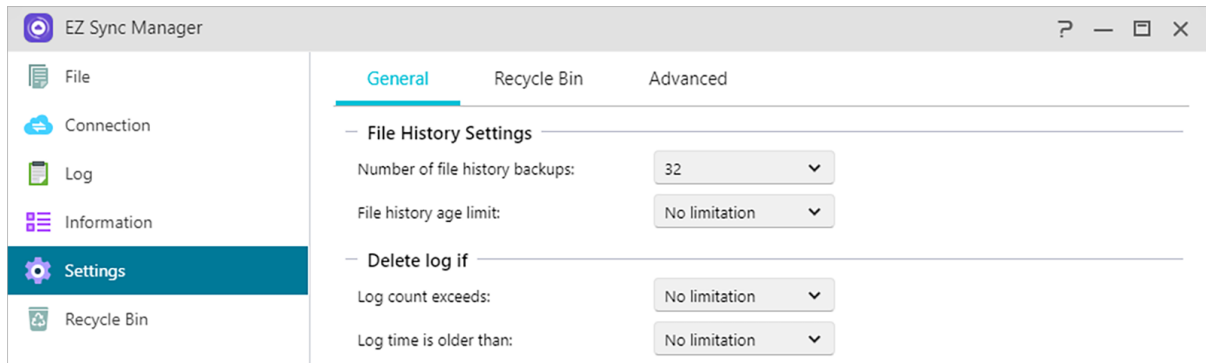 EZ Sync Manager
File
Connection
Log
Information
Settings
Recycle Bin
General Recycle Bin Advanced
File History Settings
Number of file history backups: 32
File history age limit: No limitation
Delete log if
Log count exceeds: No limitation
Log time is older than: No limitation